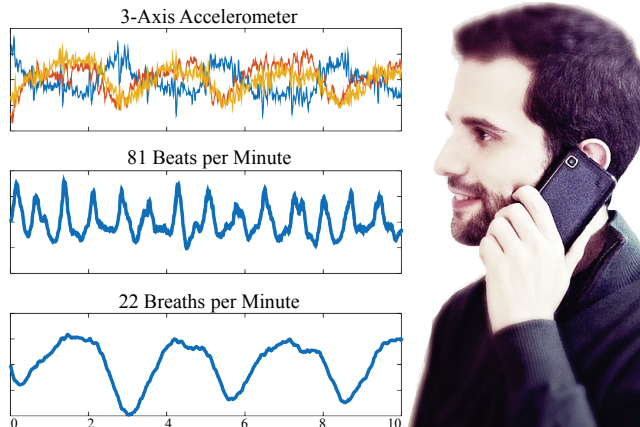 3-Axis Accelerometer
81 Beats per Minute
22 Breaths per Minute
0 2 4 6 8 10